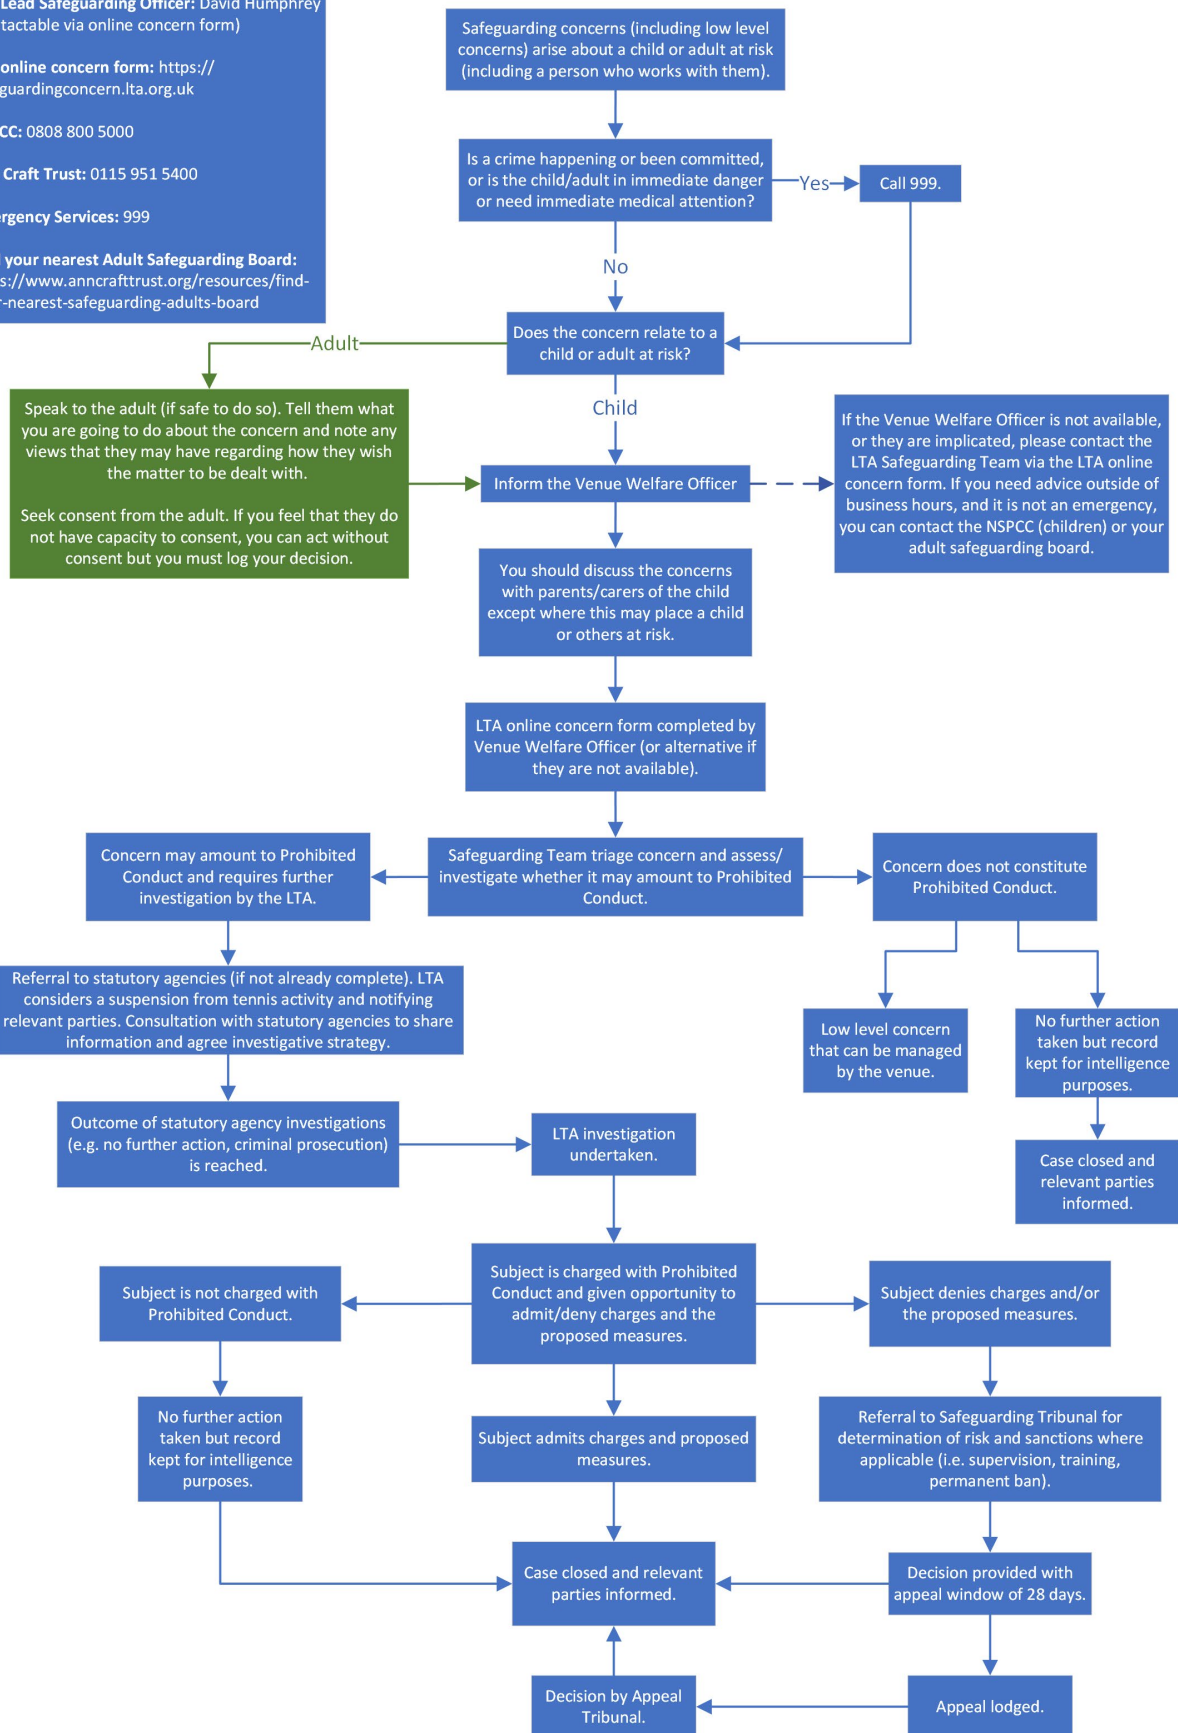 Lead Safeguarding Officer: David Humphrey
tactable via online concern form)
online concern form: https://
guardingconcern.lta.org.uk
CC: 0808 800 5000
Craft Trust: 0115 951 5400
ergency Services: 999
your nearest Adult Safeguarding Board:
s://www.anncrafttrust.org/resources/find-
r-nearest-safeguarding-adults-board
Safeguarding concerns (including low level
concerns) arise about a child or adult at risk
(including a person who works with them).
Is a crime happening or been committed,
or is the child/adult in immediate danger
or need immediate medical attention?
Yes
Call 999.
No
Does the concern relate to a
child or adult at risk?
Adult
Child
Speak to the adult (if safe to do so). Tell them what
you are going to do about the concern and note any
views that they may have regarding how they wish
the matter to be dealt with.
Seek consent from the adult. If you feel that they do
not have capacity to consent, you can act without
consent but you must log your decision.
Inform the Venue Welfare Officer
If the Venue Welfare Officer is not available,
or they are implicated, please contact the
LTA Safeguarding Team via the LTA online
concern form. If you need advice outside of
business hours, and it is not an emergency,
you can contact the NSPCC (children) or your
adult safeguarding board.
You should discuss the concerns
with parents/carers of the child
except where this may place a child
or others at risk.
LTA online concern form completed by
Venue Welfare Officer (or alternative if
they are not available).
Concern may amount to Prohibited
Conduct and requires further
investigation by the LTA.
Safeguarding Team triage concern and assess/
investigate whether it may amount to Prohibited
Conduct.
Concern does not constitute
Prohibited Conduct.
Referral to statutory agencies (if not already complete). LTA
considers a suspension from tennis activity and notifying
relevant parties. Consultation with statutory agencies to share
information and agree investigative strategy.
Low level concern
that can be managed
by the venue.
No further action
taken but record
kept for intelligence
purposes.
Outcome of statutory agency investigations
(e.g. no further action, criminal prosecution)
is reached.
LTA investigation
undertaken.
Case closed and
relevant parties
informed.
Subject is not charged with
Prohibited Conduct.
Subject is charged with Prohibited
Conduct and given opportunity to
admit/deny charges and the
proposed measures.
Subject denies charges and/or
the proposed measures.
No further action
taken but record
kept for intelligence
purposes.
Subject admits charges and proposed
measures.
Referral to Safeguarding Tribunal for
determination of risk and sanctions where
applicable (i.e. supervision, training,
permanent ban).
Case closed and relevant
parties informed.
Decision provided with
appeal window of 28 days.
Decision by Appeal
Tribunal.
Appeal lodged.